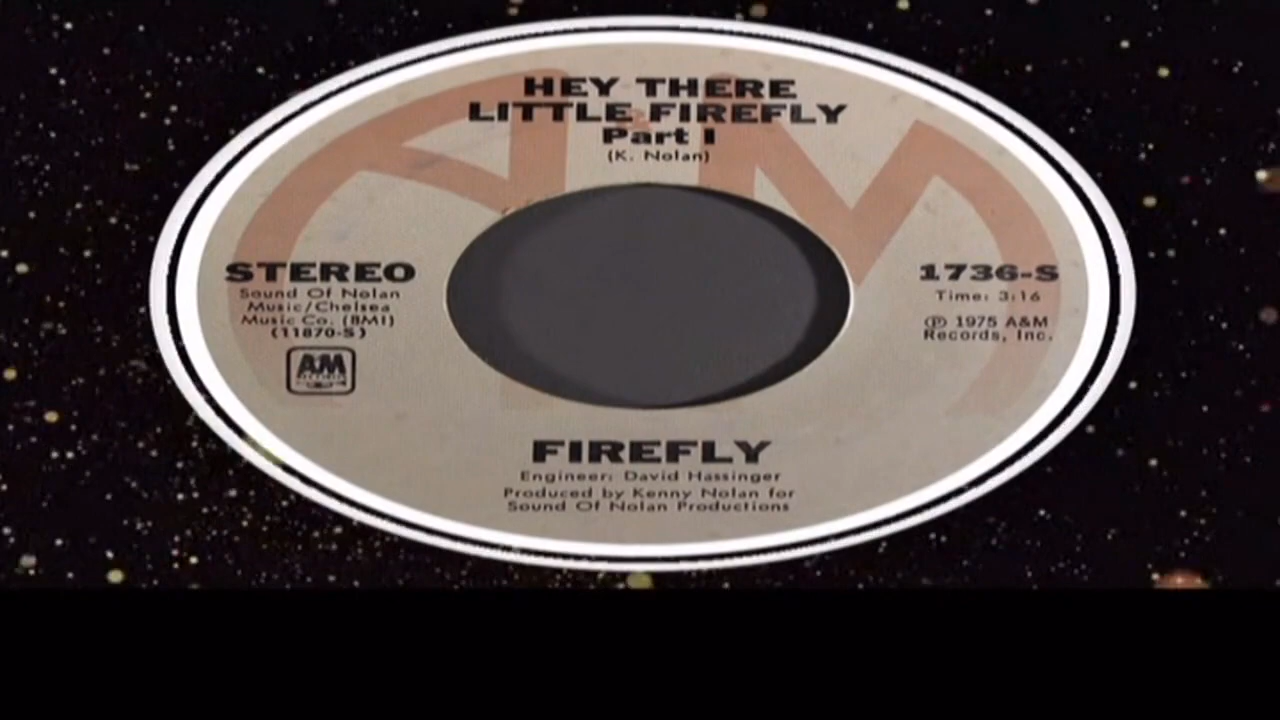 HEY THERE
LITTLE FIREFLY
Part I
(K. Nolan)
STEREO
Sound Of Nolan
Music/Chelsea
Music Co. (BMI)
(11870-S)
A&M
1736-S
Time: 3:16
℗ 1975 A&M
Records, Inc.
FIREFLY
Engineer: David Hassinger
Produced by Kenny Nolan for
Sound Of Nolan Productions